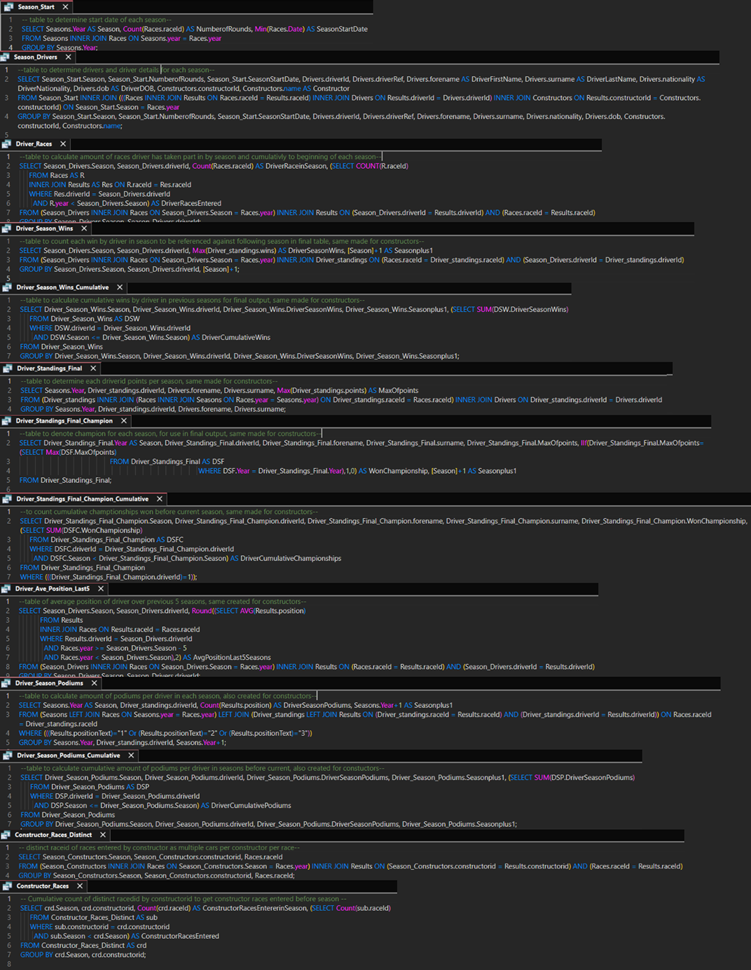 Season_Start
1 -- table to determine start date of each season--
2 SELECT Seasons.Year AS Season, Count(Races.raceId) AS NumberofRounds, Min(Races.Date) AS SeasonStartDate
3 FROM Seasons INNER JOIN Races ON Seasons.year = Races.year
4 GROUP BY Seasons.Year;
Season_Drivers
1 --table to determine drivers and driver details for each season--
2 SELECT Season_Start.Season, Season_Start.NumberofRounds, Season_Start.SeasonStartDate, Drivers.driverId, Drivers.driverRef, Drivers.forename AS DriverFirstName, Drivers.surname AS DriverLastName, Drivers.nationality AS
DriverNationality, Drivers.dob AS DriverDOB, Constructors.constructorId, Constructors.name AS Constructor
3 FROM Season_Start INNER JOIN (((Races INNER JOIN Results ON Races.raceId = Results.raceId) INNER JOIN Drivers ON Results.driverId = Drivers.driverId) INNER JOIN Constructors ON Results.constructorId = Constructors.
constructorId) ON Season_Start.Season = Races.year
4 GROUP BY Season_Start.Season, Season_Start.NumberofRounds, Season_Start.SeasonStartDate, Drivers.driverId, Drivers.driverRef, Drivers.forename, Drivers.surname, Drivers.nationality, Drivers.dob, Constructors.
constructorId, Constructors.name;
5
Driver_Races
1 --table to calculate amount of races driver has taken part in by season and cumulativly to beginning of each season--
2 SELECT Season_Drivers.Season, Season_Drivers.driverId, Count(Races.raceId) AS DriverRaceinSeason, (SELECT COUNT(R.raceId)
3 FROM Races AS R
4 INNER JOIN Results AS Res ON R.raceId = Res.raceId
5 WHERE Res.driverId = Season_Drivers.driverId
6 AND R.year < Season_Drivers.Season) AS DriverRacesEntered
7 FROM (Season_Drivers INNER JOIN Races ON Season_Drivers.Season = Races.year) INNER JOIN Results ON (Season_Drivers.driverId = Results.driverId) AND (Races.raceId = Results.raceId)
8 GROUP BY Season_Drivers.Season, Season_Drivers.driverId;
Driver_Season_Wins
1 --table to count each win by driver in season to be referenced against following season in final table, same made for constructors--
2 SELECT Season_Drivers.Season, Season_Drivers.driverId, Max(Driver_standings.wins) AS DriverSeasonWins, [Season]+1 AS Seasonplus1
3 FROM (Season_Drivers INNER JOIN Races ON Season_Drivers.Season = Races.year) INNER JOIN Driver_standings ON (Races.raceId = Driver_standings.raceId) AND (Season_Drivers.driverId = Driver_standings.driverId)
4 GROUP BY Season_Drivers.Season, Season_Drivers.driverId, [Season]+1;
5
Driver_Season_Wins_Cumulative
1 --table to calculate cumulative wins by driver in previous seasons for final output, same made for constructors--
2 SELECT Driver_Season_Wins.Season, Driver_Season_Wins.driverId, Driver_Season_Wins.DriverSeasonWins, Driver_Season_Wins.Seasonplus1, (SELECT SUM(DSW.DriverSeasonWins)
3 FROM Driver_Season_Wins AS DSW
4 WHERE DSW.driverId = Driver_Season_Wins.driverId
5 AND DSW.Season <= Driver_Season_Wins.Season) AS DriverCumulativeWins
6 FROM Driver_Season_Wins
7 GROUP BY Driver_Season_Wins.Season, Driver_Season_Wins.driverId, Driver_Season_Wins.DriverSeasonWins, Driver_Season_Wins.Seasonplus1;
Driver_Standings_Final
1 --table to determine each driverid points per season, same made for constructors--
2 SELECT Seasons.Year, Driver_standings.driverId, Drivers.forename, Drivers.surname, Max(Driver_standings.points) AS MaxOfpoints
3 FROM (Driver_standings INNER JOIN (Races INNER JOIN Seasons ON Races.year = Seasons.year) ON Driver_standings.raceId = Races.raceId) INNER JOIN Drivers ON Driver_standings.driverId = Drivers.driverId
4 GROUP BY Seasons.Year, Driver_standings.driverId, Drivers.forename, Drivers.surname;
Driver_Standings_Final_Champion
1 --table to denote champion for each season, for use in final output, same made for constructors--
2 SELECT Driver_Standings_Final.Year AS Season, Driver_Standings_Final.driverId, Driver_Standings_Final.forename, Driver_Standings_Final.surname, Driver_Standings_Final.MaxOfpoints, IIf(Driver_Standings_Final.MaxOfpoints=
(SELECT Max(DSF.MaxOfpoints)
3 FROM Driver_Standings_Final AS DSF
4 WHERE DSF.Year = Driver_Standings_Final.Year),1,0) AS WonChampionship, [Season]+1 AS Seasonplus1
5 FROM Driver_Standings_Final;
6
Driver_Standings_Final_Champion_Cumulative
1 --to count cumulative champtionships won before current season, same made for constructors--
2 SELECT Driver_Standings_Final_Champion.Season, Driver_Standings_Final_Champion.driverId, Driver_Standings_Final_Champion.forename, Driver_Standings_Final_Champion.surname, Driver_Standings_Final_Champion.WonChampionship,
(SELECT SUM(DSFC.WonChampionship)
3 FROM Driver_Standings_Final_Champion AS DSFC
4 WHERE DSFC.driverId = Driver_Standings_Final_Champion.driverId
5 AND DSFC.Season < Driver_Standings_Final_Champion.Season) AS DriverCumulativeChampionships
6 FROM Driver_Standings_Final_Champion
7 WHERE (((Driver_Standings_Final_Champion.driverId)=1));
Driver_Ave_Position_Last5
1 --table of average position of driver over previous 5 seasons, same created for constructors--
2 SELECT Season_Drivers.Season, Season_Drivers.driverId, Round((SELECT AVG(Results.position)
3 FROM Results
4 INNER JOIN Races ON Results.raceId = Races.raceId
5 WHERE Results.driverId = Season_Drivers.driverId
6 AND Races.year >= Season_Drivers.Season - 5
7 AND Races.year < Season_Drivers.Season),2) AS AvgPositionLast5Seasons
8 FROM (Season_Drivers INNER JOIN Races ON Season_Drivers.Season = Races.year) INNER JOIN Results ON (Races.raceId = Results.raceId) AND (Season_Drivers.driverId = Results.driverId)
9 GROUP BY Season_Drivers.Season, Season_Drivers.driverId;
Driver_Season_Podiums
1 --table to calculate amount of podiums per driver in each season, also created for constructors--
2 SELECT Seasons.Year AS Season, Driver_standings.driverId, Count(Results.position) AS DriverSeasonPodiums, Seasons.Year+1 AS Seasonplus1
3 FROM (Seasons LEFT JOIN Races ON Seasons.year = Races.year) LEFT JOIN (Driver_standings LEFT JOIN Results ON (Driver_standings.raceId = Results.raceId) AND (Driver_standings.driverId = Results.driverId)) ON Races.raceId
= Driver_standings.raceId
4 WHERE (((Results.positionText)="1" Or (Results.positionText)="2" Or (Results.positionText)="3"))
5 GROUP BY Seasons.Year, Driver_standings.driverId, Seasons.Year+1;
Driver_Season_Podiums_Cumulative
1 --table to calculate cumulative amount of podiums per driver in seasons before current, also created for constructors--
2 SELECT Driver_Season_Podiums.Season, Driver_Season_Podiums.driverId, Driver_Season_Podiums.DriverSeasonPodiums, Driver_Season_Podiums.Seasonplus1, (SELECT SUM(DSP.DriverSeasonPodiums)
3 FROM Driver_Season_Podiums AS DSP
4 WHERE DSP.driverId = Driver_Season_Podiums.driverId
5 AND DSP.Season <= Driver_Season_Podiums.Season) AS DriverCumulativePodiums
6 FROM Driver_Season_Podiums
7 GROUP BY Driver_Season_Podiums.Season, Driver_Season_Podiums.driverId, Driver_Season_Podiums.DriverSeasonPodiums, Driver_Season_Podiums.Seasonplus1;
Constructor_Races_Distinct
1 -- distinct raceid of races entered by constructor as multiple cars per constructor per race--
2 SELECT Season_Constructors.Season, Season_Constructors.constructorid, Races.raceId
3 FROM (Season_Constructors INNER JOIN Races ON Season_Constructors.Season = Races.year) INNER JOIN Results ON (Season_Constructors.constructorid = Results.constructorid) AND (Races.raceId = Results.raceId)
4 GROUP BY Season_Constructors.Season, Season_Constructors.constructorid, Races.raceId;
Constructor_Races
1 -- Cumulative count of distinct racedid by constructorid to get constructor races entered before season --
2 SELECT crd.Season, crd.constructorid, Count(crd.raceId) AS ConstructorRacesEntererinSeason, (SELECT Count(sub.raceId)
3 FROM Constructor_Races_Distinct AS sub
4 WHERE sub.constructorid = crd.constructorid
5 AND sub.Season < crd.Season) AS ConstructorRacesEntered
6 FROM Constructor_Races_Distinct AS crd
7 GROUP BY crd.Season, crd.constructorid;
8